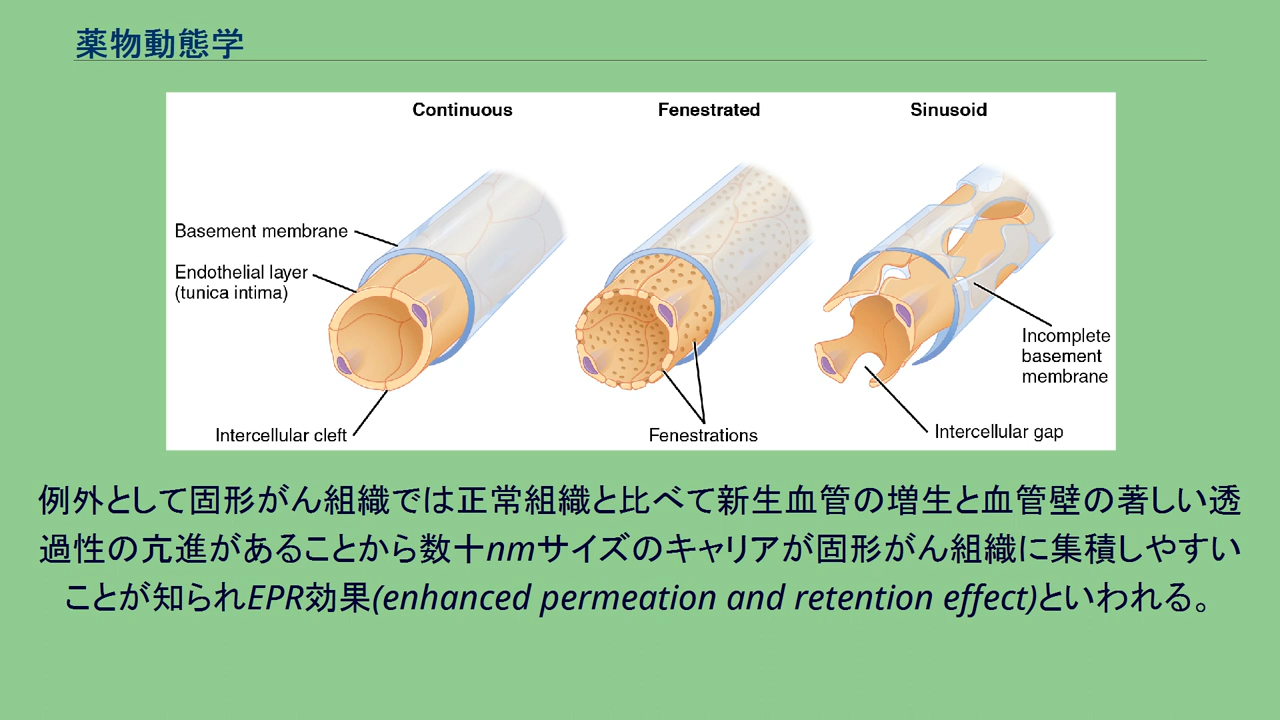 薬物動態学
Continuous
Fenestrated
Sinusoid
Basement membrane
Endothelial layer
(tunica intima)
Intercellular cleft
Fenestrations
Incomplete
basement
membrane
Intercellular gap
例外として固形がん組織では正常組織と比べて新生血管の増生と血管壁の著しい透
過性の亢進があることから数十nmサイズのキャリアが固形がん組織に集積しやすい
ことが知られEPR効果(enhanced permeation and retention effect)といわれる。